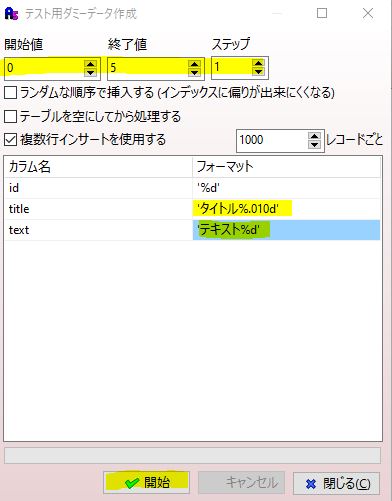 テスト用ダミーデータ作成
開始値 終了値 ステップ
0 5 1
ランダムな順序で挿入する (インデックスに偏りが出来にくくなる)
テーブルを空にしてから処理する
複数行インサートを使用する 1000 レコードごと
カラム名 フォーマット
id '%d'
title 'タイトル%.010d'
text 'テキスト%d'
開始 キャンセル 閉じる(C)